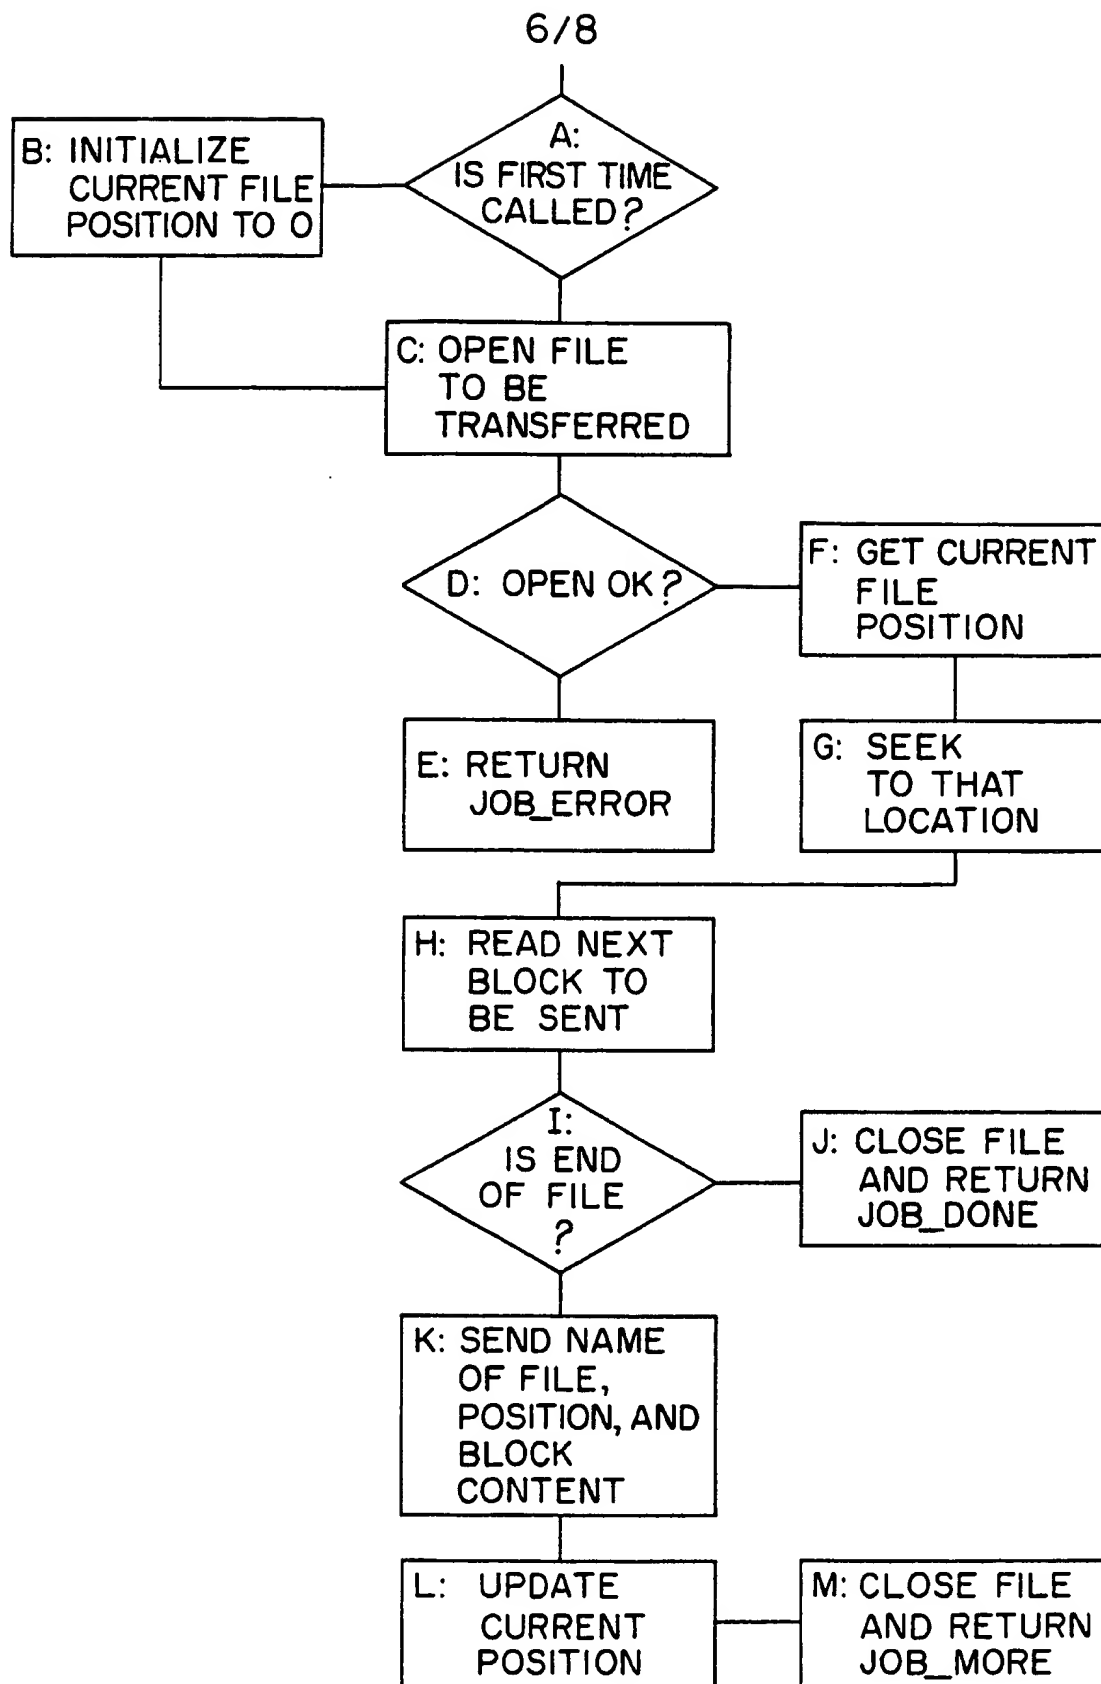 6/8
A:
IS FIRST TIME
CALLED?
B: INITIALIZE
CURRENT FILE
POSITION TO 0
C: OPEN FILE
TO BE
TRANSFERRED
D: OPEN OK?
E: RETURN
JOB_ERROR
F: GET CURRENT
FILE
POSITION
G: SEEK
TO THAT
LOCATION
H: READ NEXT
BLOCK TO
BE SENT
I:
IS END
OF FILE
?
J: CLOSE FILE
AND RETURN
JOB_DONE
K: SEND NAME
OF FILE,
POSITION, AND
BLOCK
CONTENT
L: UPDATE
CURRENT
POSITION
M: CLOSE FILE
AND RETURN
JOB_MORE